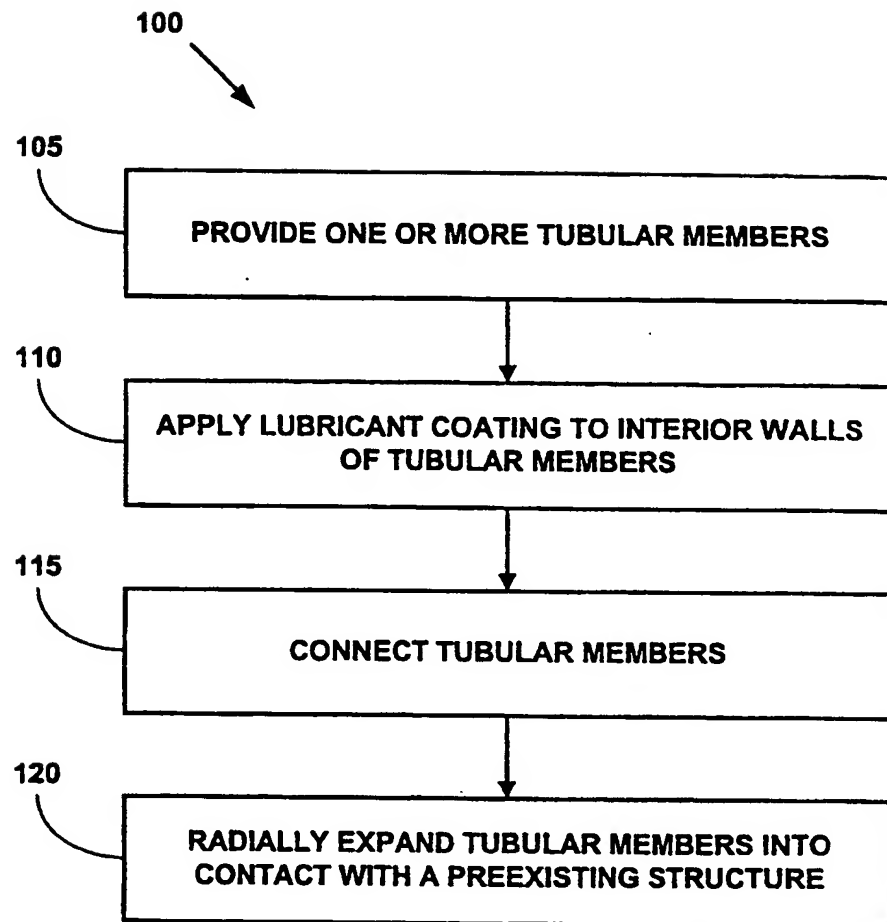 100
105
PROVIDE ONE OR MORE TUBULAR MEMBERS
110
APPLY LUBRICANT COATING TO INTERIOR WALLS
OF TUBULAR MEMBERS
115
CONNECT TUBULAR MEMBERS
120
RADIALLY EXPAND TUBULAR MEMBERS INTO
CONTACT WITH A PREEXISTING STRUCTURE